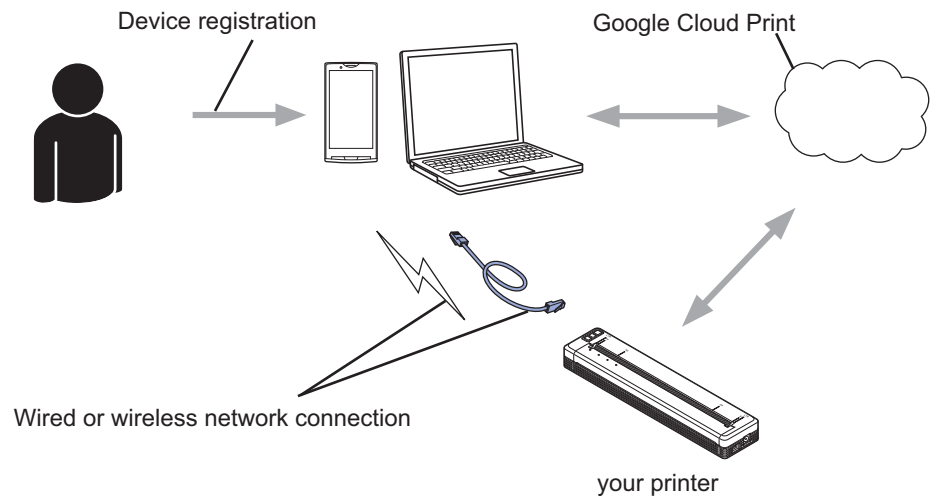 Device registration
Google Cloud Print
Wired or wireless network connection
your printer